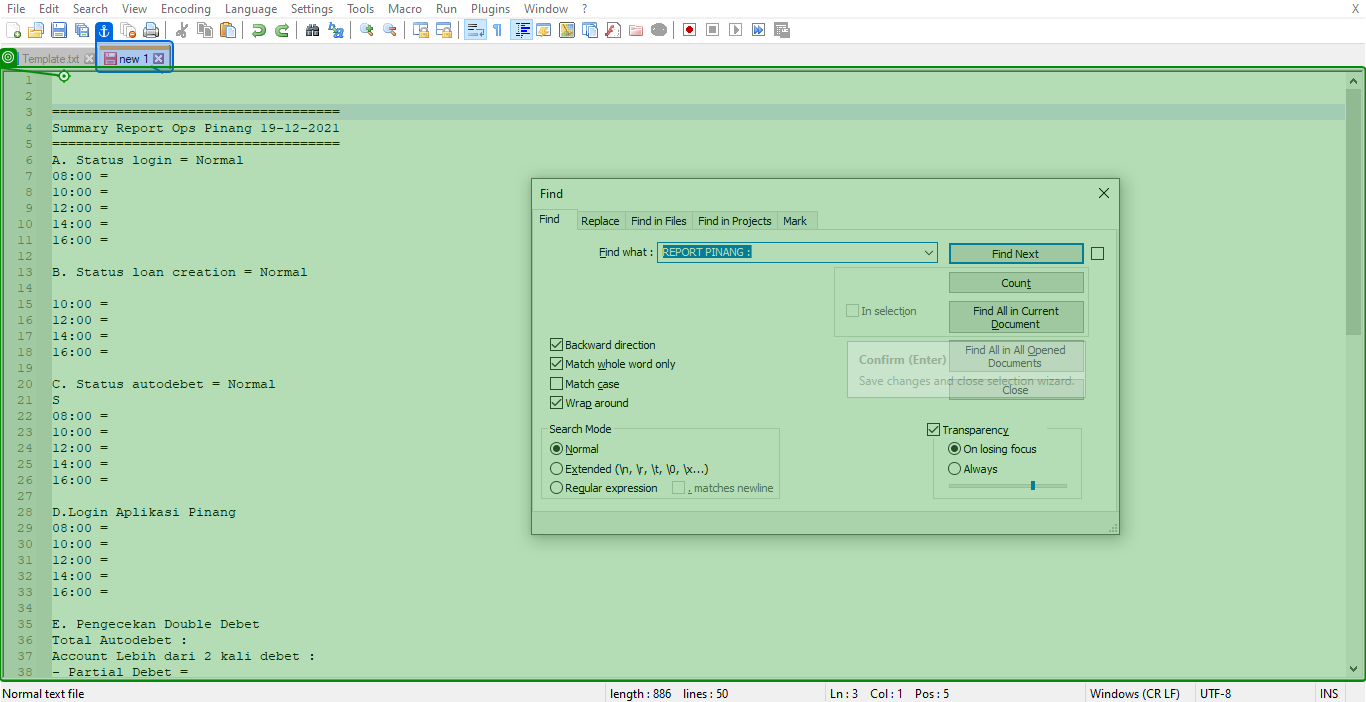 File Edit Search View Encoding Language Settings Tools Macro Run Plugins Window ? X
Template.txt new 1
1
2
3 ====================================
4 Summary Report Ops Pinang 19-12-2021
5 ====================================
6 A. Status login = Normal
7 08:00 =
8 10:00 =
9 12:00 =
10 14:00 =
11 16:00 =
12
13 B. Status loan creation = Normal
14
15 10:00 =
16 12:00 =
17 14:00 =
18 16:00 =
19
20 C. Status autodebet = Normal
21 S
22 08:00 =
23 10:00 =
24 12:00 =
25 14:00 =
26 16:00 =
27
28 D.Login Aplikasi Pinang
29 08:00 =
30 10:00 =
31 12:00 =
32 14:00 =
33 16:00 =
34
35 E. Pengecekan Double Debet
36 Total Autodebet :
37 Account Lebih dari 2 kali debet :
38 - Partial Debet =
Find
Find Replace Find in Files Find in Projects Mark
Find what : REPORT PINANG : Find Next
Count
In selection
Find All in Current
Document
Find All in All Opened
Documents
Confirm (Enter)
Save changes and close selection wizard.
Close
Backward direction
Match whole word only
Match case
Wrap around
Search Mode
Normal
Extended (\n, \r, \t, \0, \x...)
Regular expression . matches newline
Transparency
On losing focus
Always
Normal text file length : 886 lines : 50 Ln : 3 Col : 1 Pos : 5 Windows (CR LF) UTF-8 INS